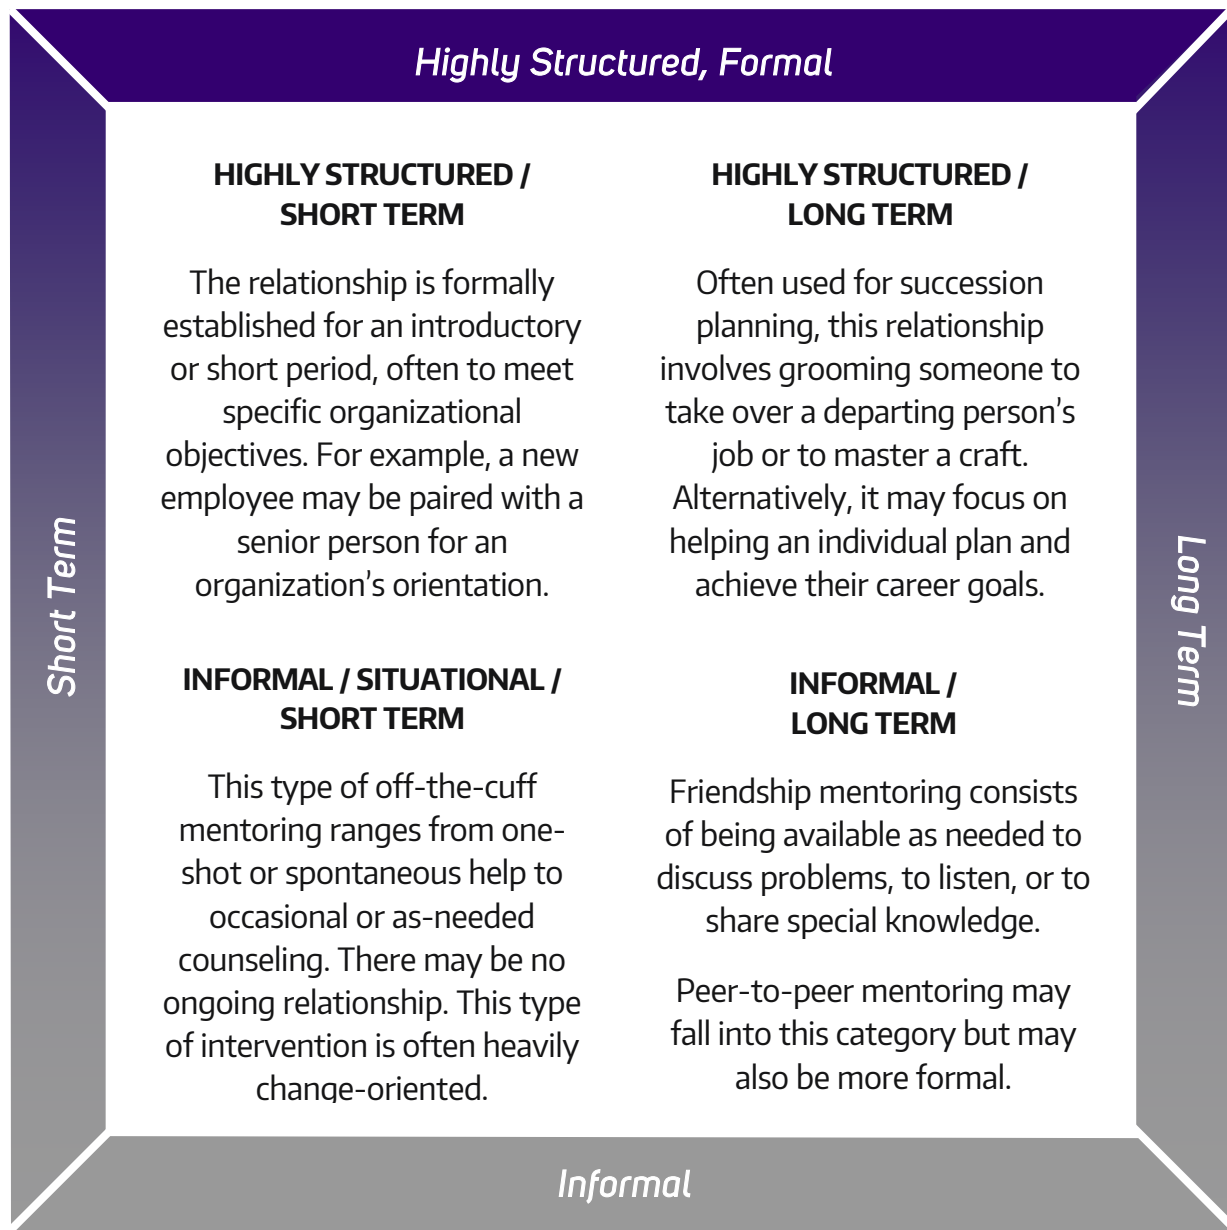 Highly Structured, Formal
Short Term
HIGHLY STRUCTURED /
SHORT TERM
The relationship is formally
established for an introductory
or short period, often to meet
specific organizational
objectives. For example, a new
employee may be paired with a
senior person for an
organization's orientation.
HIGHLY STRUCTURED /
LONG TERM
Often used for succession
planning, this relationship
involves grooming someone to
take over a departing person's
job or to master a craft.
Alternatively, it may focus on
helping an individual plan and
achieve their career goals.
INFORMAL / SITUATIONAL /
SHORT TERM
This type of off-the-cuff
mentoring ranges from one-
shot or spontaneous help to
occasional or as-needed
counseling. There may be no
ongoing relationship. This type
of intervention is often heavily
change-oriented.
INFORMAL /
LONG TERM
Friendship mentoring consists
of being available as needed to
discuss problems, to listen, or to
share special knowledge.
Peer-to-peer mentoring may
fall into this category but may
also be more formal.
Long Term
Informal